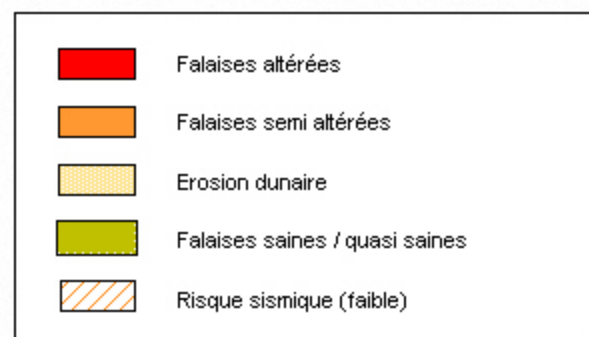 Falaises altérées
Falaises semi altérées
Erosion dunaire
Falaises saines / quasi saines
Risque sismique (faible)